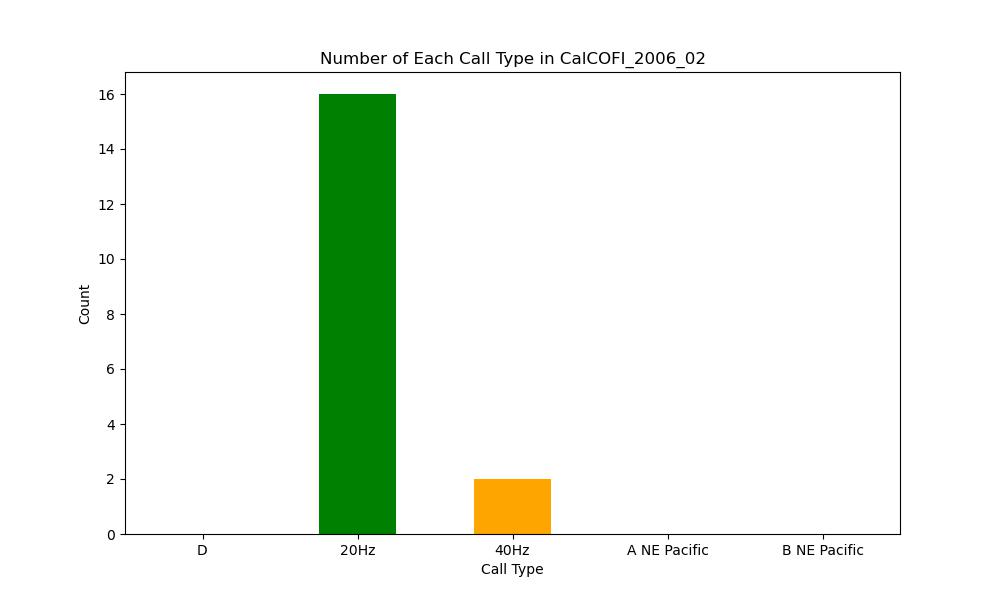 Number of Each Call Type in CalCOFI_2006_02
16
14
12
10
8
6
4
2
0
Count
D 20Hz 40Hz A NE Pacific B NE Pacific
Call Type